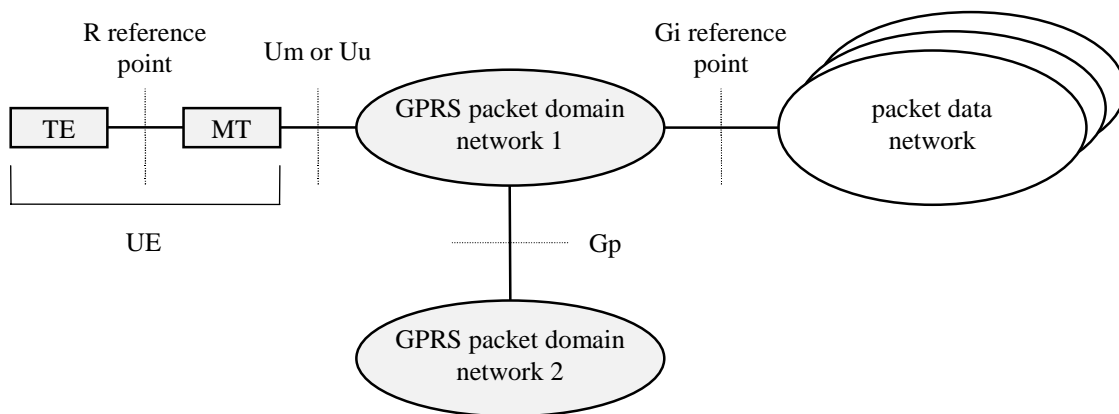 R reference
point
Um or Uu
Gi reference
point
TE
MT
GPRS packet domain
network 1
packet data
network
UE
Gp
GPRS packet domain
network 2